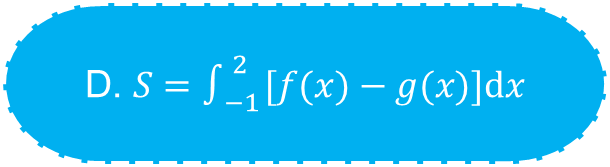 D. S = ∫_{-1}^{2} [f(x) − g(x)]dx